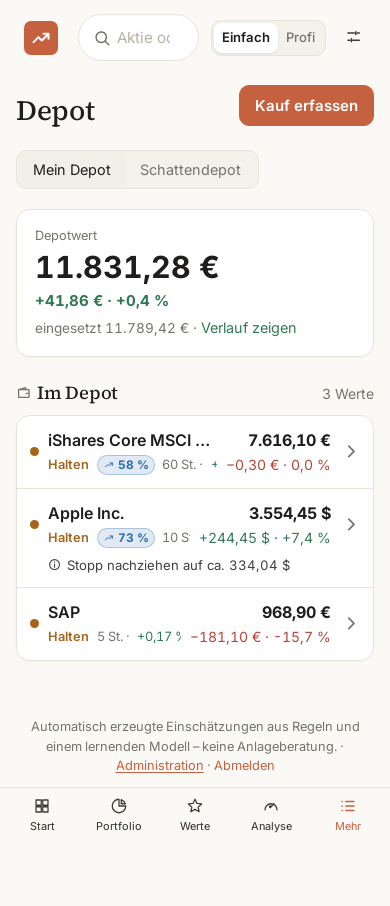 Aktie oc
Einfach
Profi
Depot
Kauf erfassen
Mein Depot
Schattendepot
Depotwert
11.831,28 €
+41,86 € · +0,4 %
eingesetzt 11.789,42 € · Verlauf zeigen
Im Depot
3 Werte
iShares Core MSCI ...
7.616,10 €
Halten 58 % 60 St. · −0,30 € · 0,0 %
Apple Inc.
3.554,45 $
Halten 73 % 10 S +244,45 $ · +7,4 %
Stopp nachziehen auf ca. 334,04 $
SAP
968,90 €
Halten 5 St. · +0,17 % −181,10 € · -15,7 %
Automatisch erzeugte Einschätzungen aus Regeln und
einem lernenden Modell – keine Anlageberatung. ·
Administration · Abmelden
Start
Portfolio
Werte
Analyse
Mehr